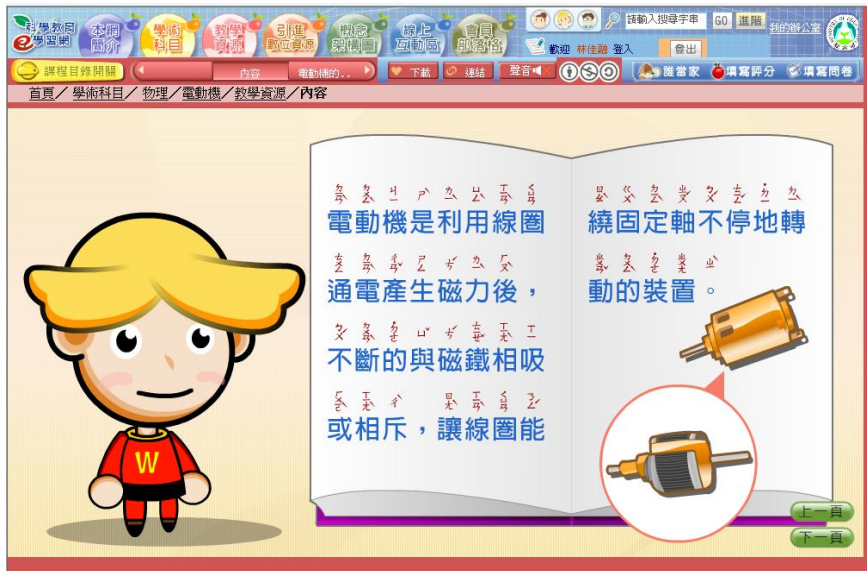 科學教育
e學習網
本網
簡介
學術
科目
教學
資源
引進
數位資源
概念
架構圖
線上
互動區
會員
部落格
請輸入搜尋字串 GO 進階 我的辦公室
歡迎 林佳融 登入 登出
課程目錄開關 內容 電動機的.. 下載 連結 聲音 誰當家 填寫評分 填寫問卷
首頁／ 學術科目／ 物理／電動機／教學資源／內容
電動機是利用線圈
通電產生磁力後，
不斷的與磁鐵相吸
或相斥，讓線圈能
繞固定軸不停地轉
動的裝置。
W
上一頁
下一頁